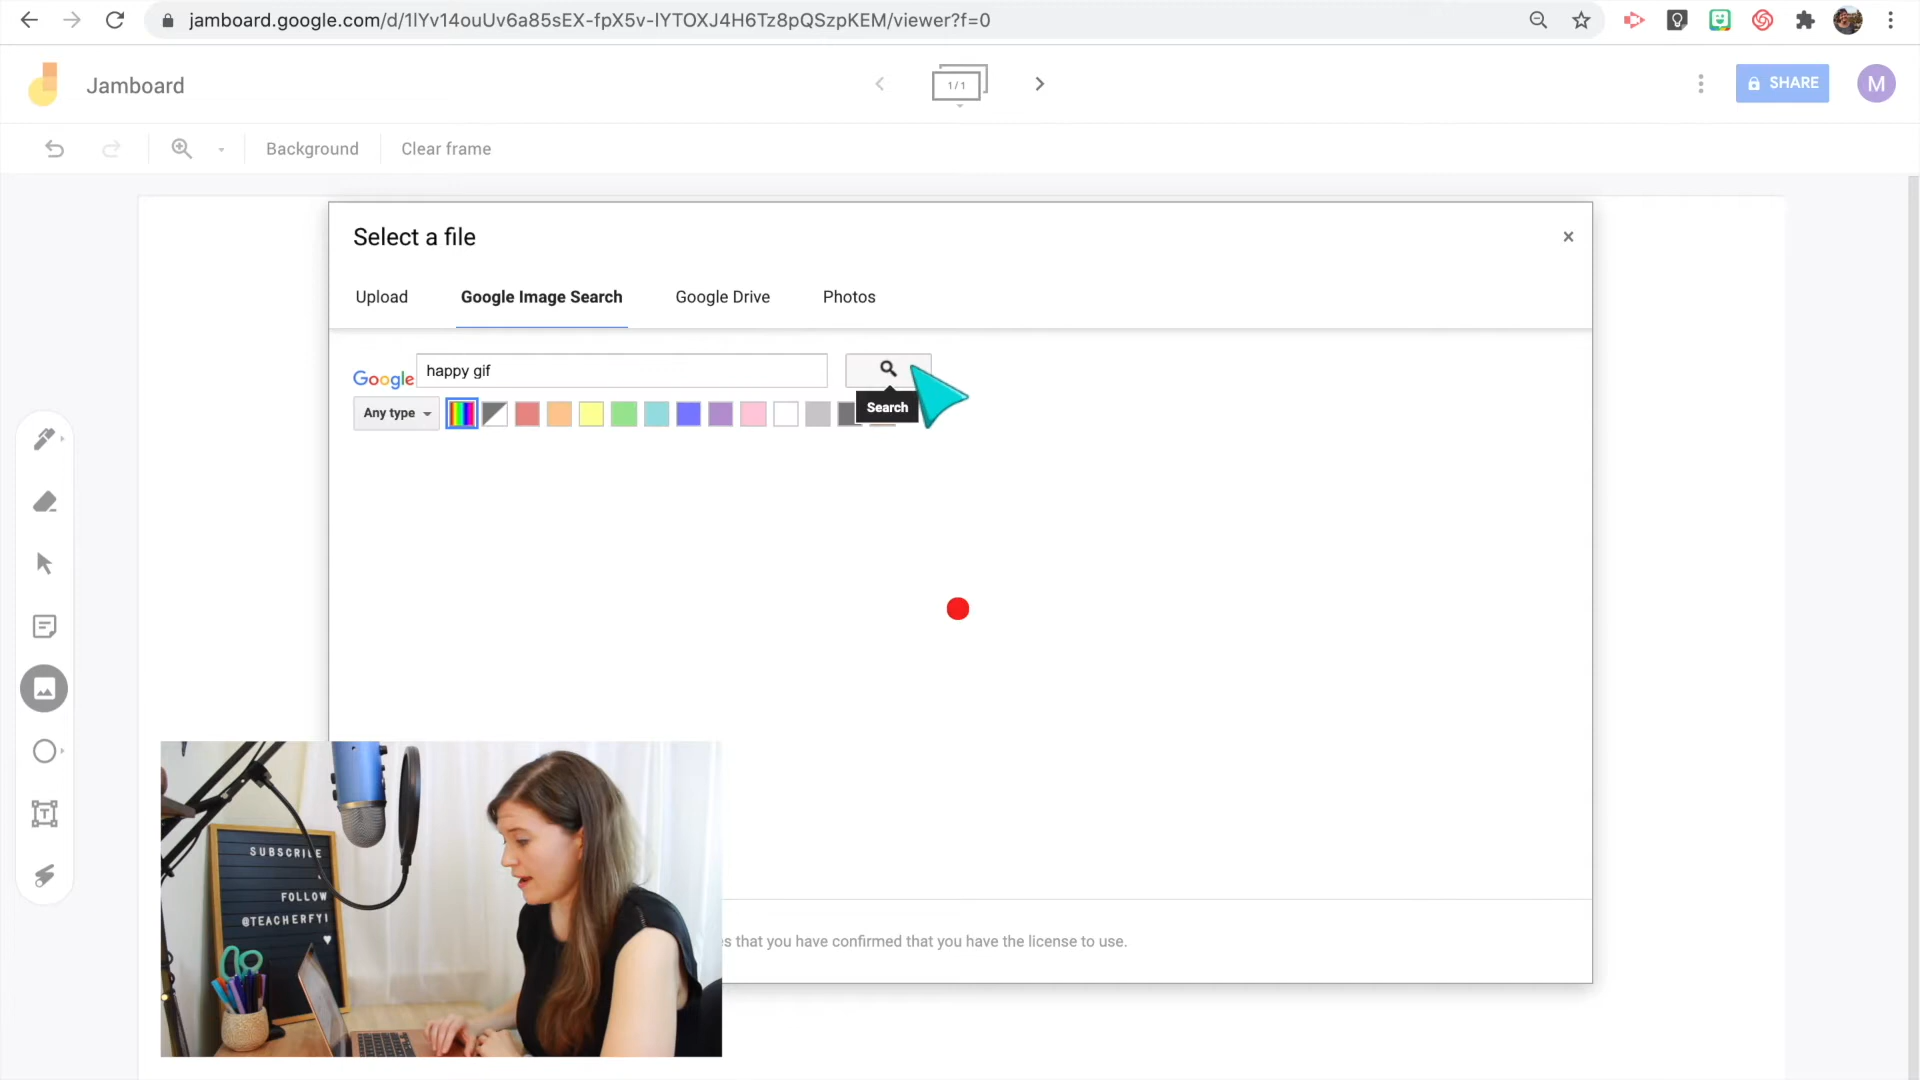 jamboard.google.com/d/1lYv14ouUv6a85sEX-fpX5v-lYTOXJ4H6Tz8pQSzpKEM/viewer?f=0
Jamboard
1/1
SHARE
M
Background
Clear frame
Select a file
Upload
Google Image Search
Google Drive
Photos
Google
happy gif
Any type
Search
SUBSCRIBE
FOLLOW
@TEACHERFYI
s that you have confirmed that you have the license to use.